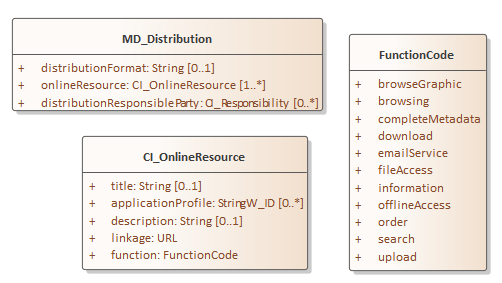 MD_Distribution
+ distributionFormat: String [0..1]
+ onlineResource: CI_OnlineResource [1..*]
+ distributionResponsibleParty: CI_Responsibility [0..*]
CI_OnlineResource
+ title: String [0..1]
+ applicationProfile: StringW_ID [0..*]
+ description: String [0..1]
+ linkage: URL
+ function: FunctionCode
FunctionCode
+ browseGraphic
+ browsing
+ completeMetadata
+ download
+ emailService
+ fileAccess
+ information
+ offlineAccess
+ order
+ search
+ upload